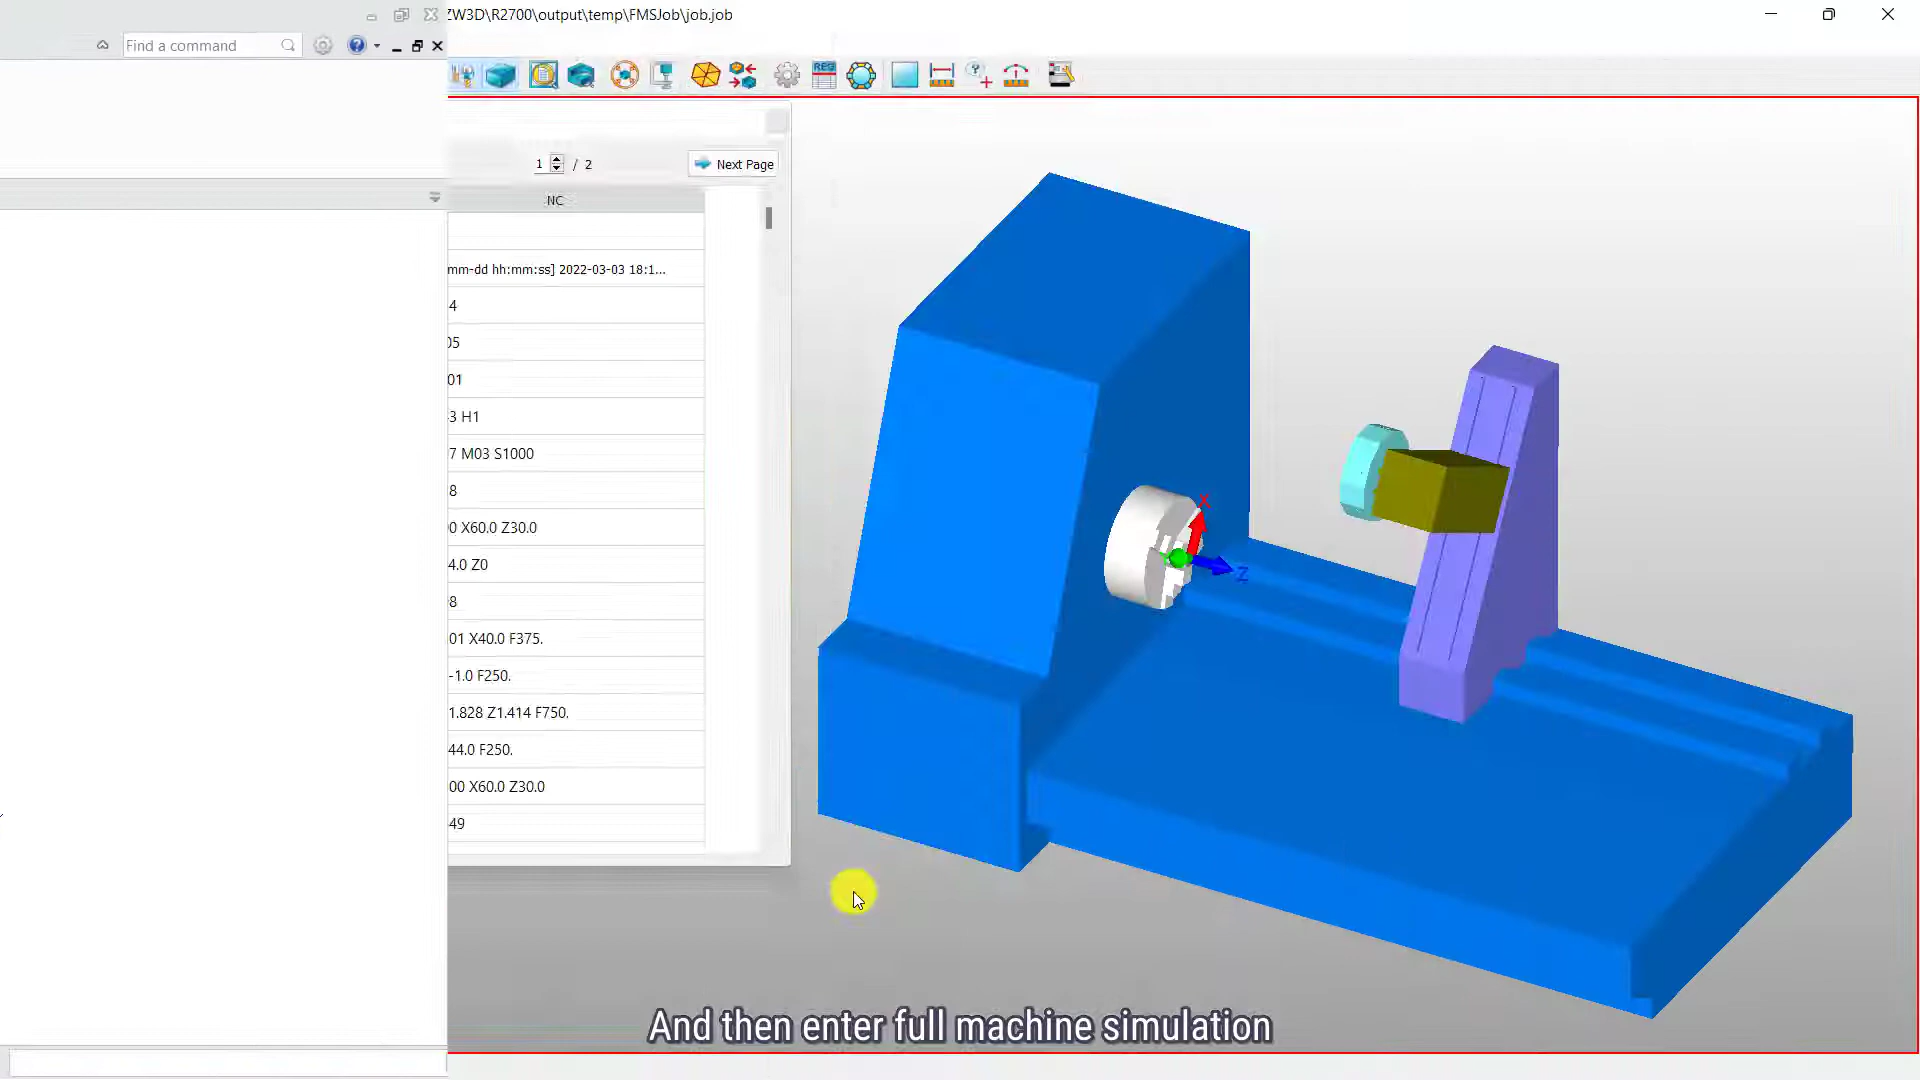 ZW3D\R2700\output\temp\FMSJob\job.job
Find a command
REG
1 / 2
Next Page
NC
mm-dd hh:mm:ss] 2022-03-03 18:1...
4
05
01
3 H1
7 M03 S1000
8
00 X60.0 Z30.0
4.0 Z0
98
01 X40.0 F375.
-1.0 F250.
1.828 Z1.414 F750.
44.0 F250.
00 X60.0 Z30.0
49
X
Z
And then enter full machine simulation